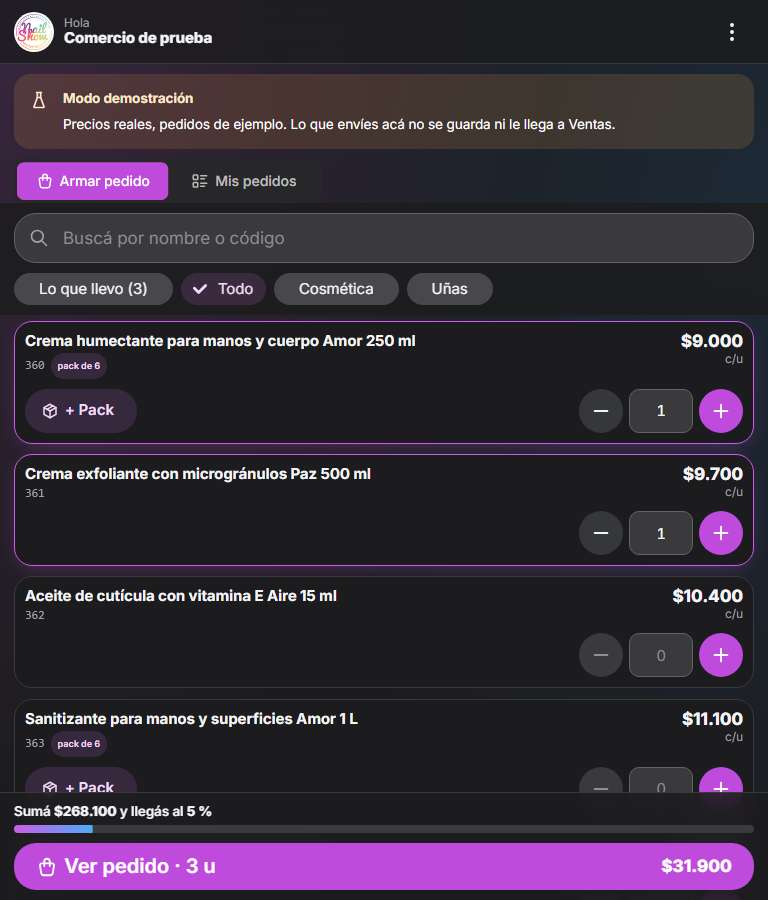 Nail Show
Hola
Comercio de prueba
Modo demostración
Precios reales, pedidos de ejemplo. Lo que envíes acá no se guarda ni le llega a Ventas.
Armar pedido
Mis pedidos
Buscá por nombre o código
Lo que llevo (3)
Todo
Cosmética
Uñas
Crema humectante para manos y cuerpo Amor 250 ml
$9.000
360
pack de 6
c/u
+ Pack
1
Crema exfoliante con microgránulos Paz 500 ml
$9.700
361
c/u
1
Aceite de cutícula con vitamina E Aire 15 ml
$10.400
362
c/u
0
Sanitizante para manos y superficies Amor 1 L
$11.100
363
pack de 6
c/u
+ Pack
0
Sumá $268.100 y llegás al 5 %
Ver pedido · 3 u
$31.900